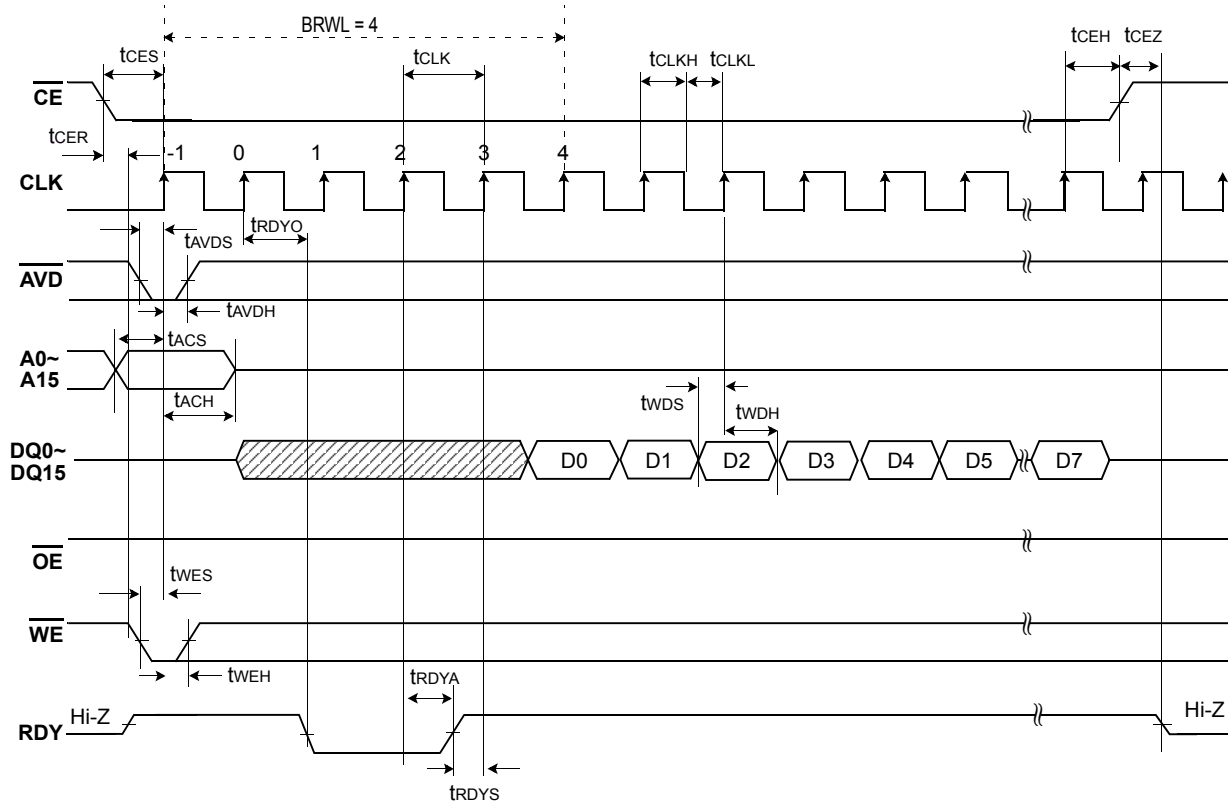 BRWL = 4
tCES
tCLK
tCLKH
tCLKL
tCEH
tCEZ
CE
tCER
-1
0
1
2
3
4
CLK
tRDYO
tAVDS
AVD
tAVDH
tACS
A0~
A15
tACH
tWDS
tWDH
DQ0~
DQ15
D0
D1
D2
D3
D4
D5
D7
OE
tWES
WE
tWEH
tRDYA
Hi-Z
RDY
Hi-Z
tRDYS